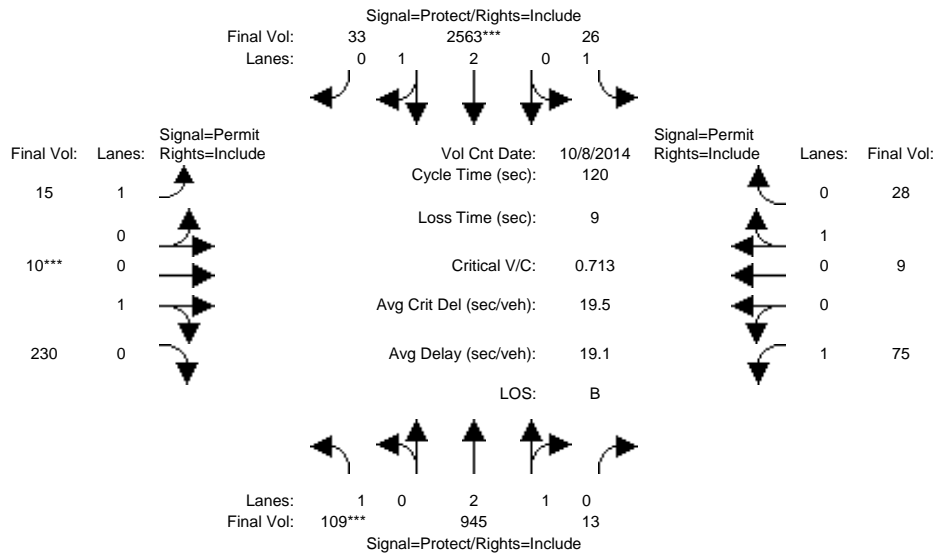 Signal=Protect/Rights=Include
Final Vol: 33 2563*** 26
Lanes: 0 1 2 0 1
Signal=Permit Signal=Permit
Final Vol: Lanes: Rights=Include Vol Cnt Date: 10/8/2014 Rights=Include Lanes: Final Vol:
Cycle Time (sec): 120
15 1 0 28
Loss Time (sec): 9
0 1
10*** 0 Critical V/C: 0.713 0 9
1 Avg Crit Del (sec/veh): 19.5 0
230 0 Avg Delay (sec/veh): 19.1 1 75
LOS: B
Lanes: 1 0 2 1 0
Final Vol: 109*** 945 13
Signal=Protect/Rights=Include